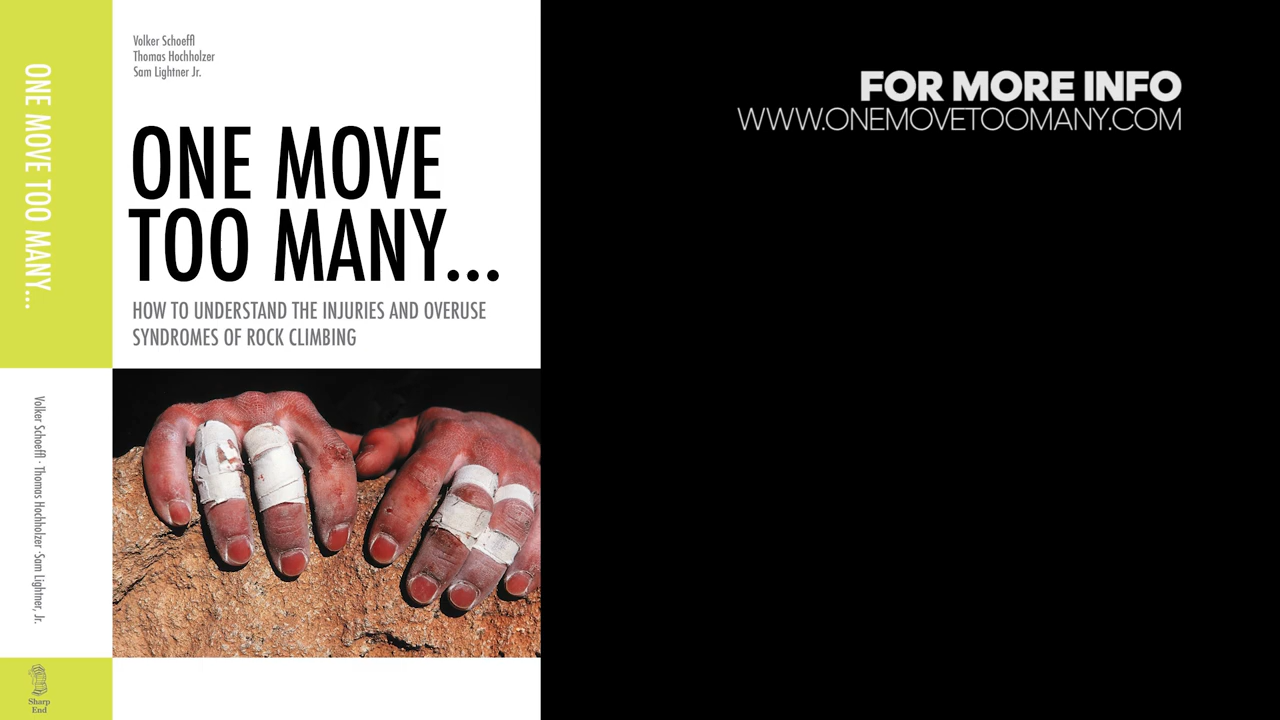 ONE MOVE TOO MANY...
Volker Schoeffl · Thomas Hochholzer ·Sam Lightner, Jr.
Sharp
End
Volker Schoeffl
Thomas Hochholzer
Sam Lightner Jr.
ONE MOVE
TOO MANY...
HOW TO UNDERSTAND THE INJURIES AND OVERUSE
SYNDROMES OF ROCK CLIMBING
FOR MORE INFO
WWW.ONEMOVETOOMANY.COM